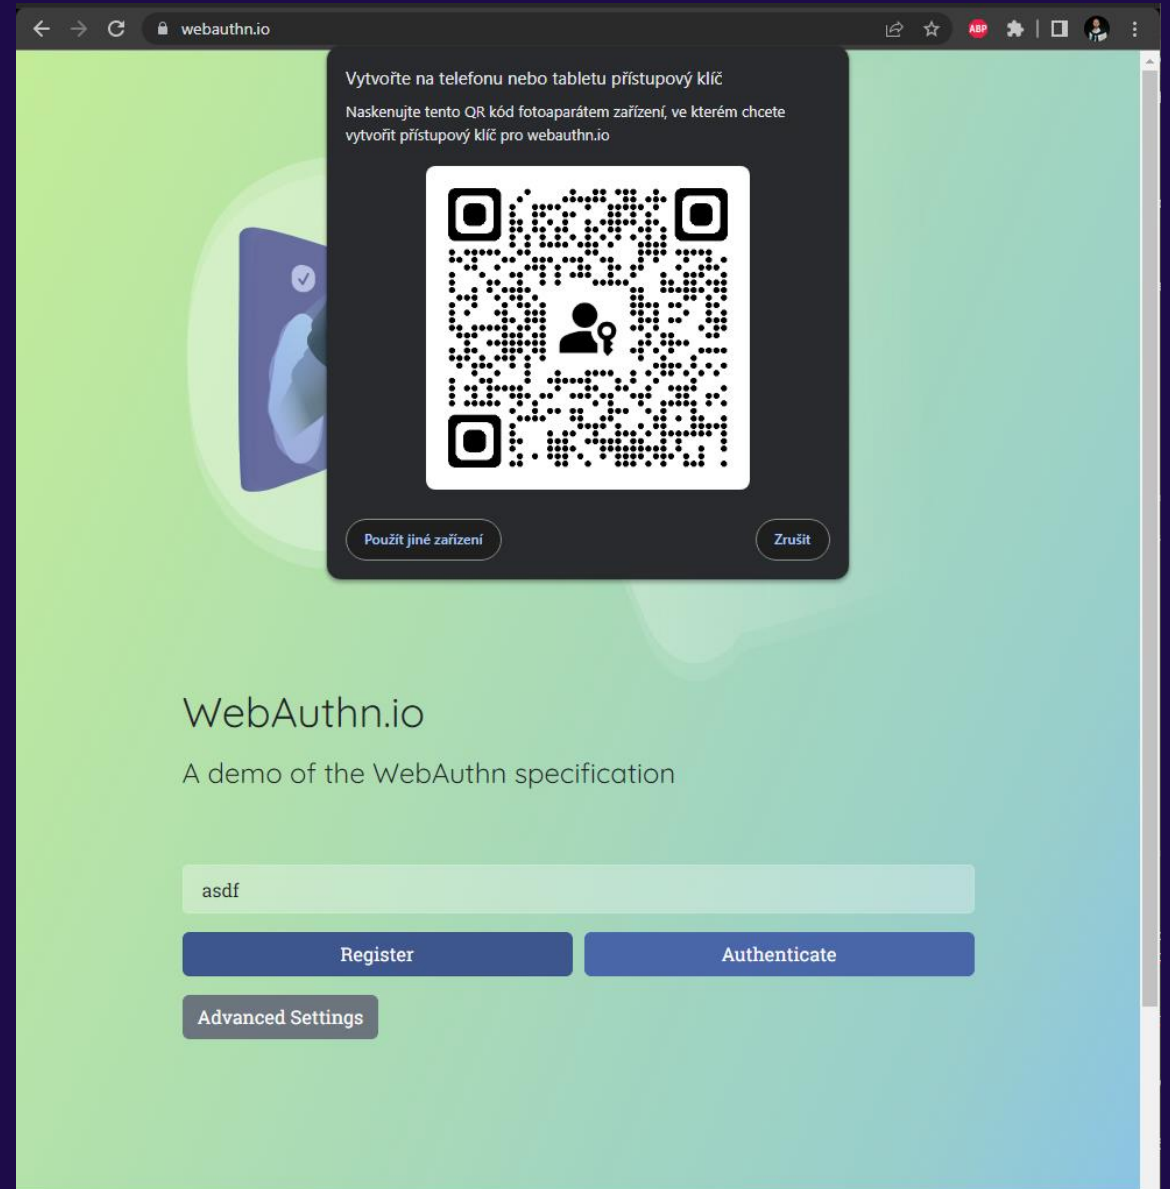 webauthn.io
ABP
Vytvořte na telefonu nebo tabletu přístupový klíč
Naskenujte tento QR kód fotoaparátem zařízení, ve kterém chcete
vytvořit přístupový klíč pro webauthn.io
Použít jiné zařízení
Zrušit
WebAuthn.io
A demo of the WebAuthn specification
asdf
Register
Authenticate
Advanced Settings